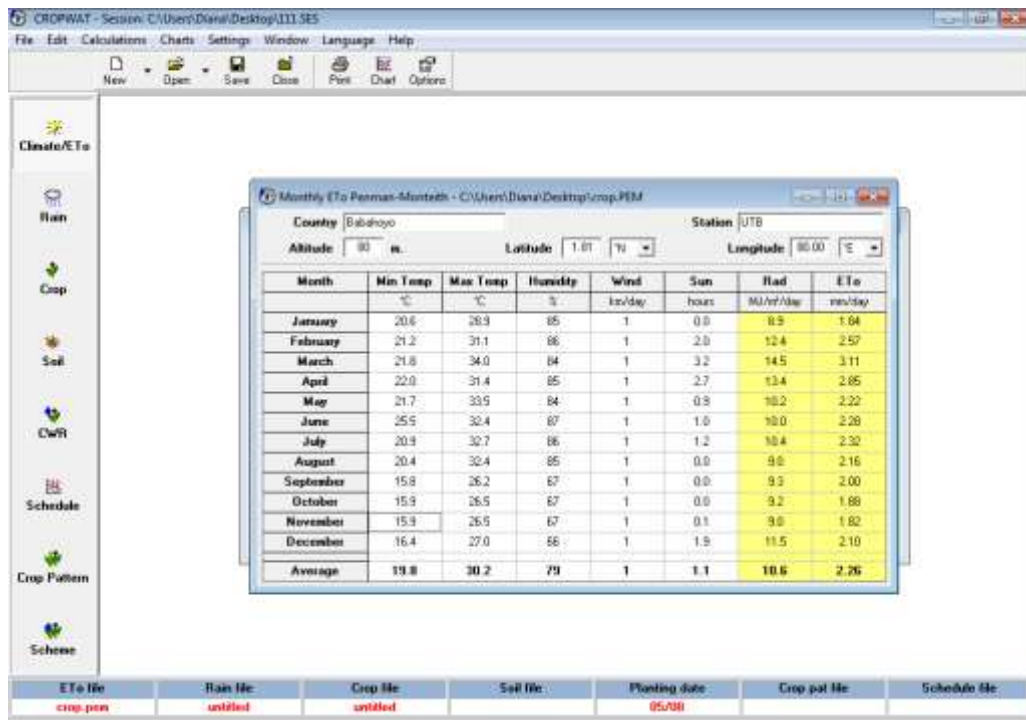 CROPWAT - Session: C:\Users\Diana\Desktop\111.SES
File Edit Calculations Charts Settings Window Language Help
New Open Save Close Print Chart Options
Climate/ETo
Rain
Crop
Soil
CWR
Schedule
Crop Pattern
Scheme
Monthly ETo Penman-Monteith - C:\Users\Diana\Desktop\crop.PEM
Country Babahoyo Station UTB
Altitude 80 m. Latitude 1.81 °N Longitude 80.00 °E
Month Min Temp Max Temp Humidity Wind Sun Rad ETo
°C °C % km/day hours MJ/m²/day mm/day
January 20.6 28.9 85 1 0.0 8.9 1.84
February 21.2 31.1 86 1 2.0 12.4 2.57
March 21.8 34.0 84 1 3.2 14.5 3.11
April 22.0 31.4 85 1 2.7 13.4 2.85
May 21.7 33.5 84 1 0.9 10.2 2.22
June 25.5 32.4 87 1 1.0 10.0 2.28
July 20.9 32.7 86 1 1.2 10.4 2.32
August 20.4 32.4 85 1 0.0 9.0 2.16
September 15.8 26.2 67 1 0.0 9.3 2.00
October 15.9 26.5 67 1 0.0 9.2 1.88
November 15.9 26.5 67 1 0.1 9.0 1.82
December 16.4 27.0 66 1 1.9 11.5 2.10
Average 19.8 30.2 79 1 1.1 10.6 2.26
ETo file Rain file Crop file Soil file Planting date Crop pat file Schedule file
crop.pem untitled untitled 05/08